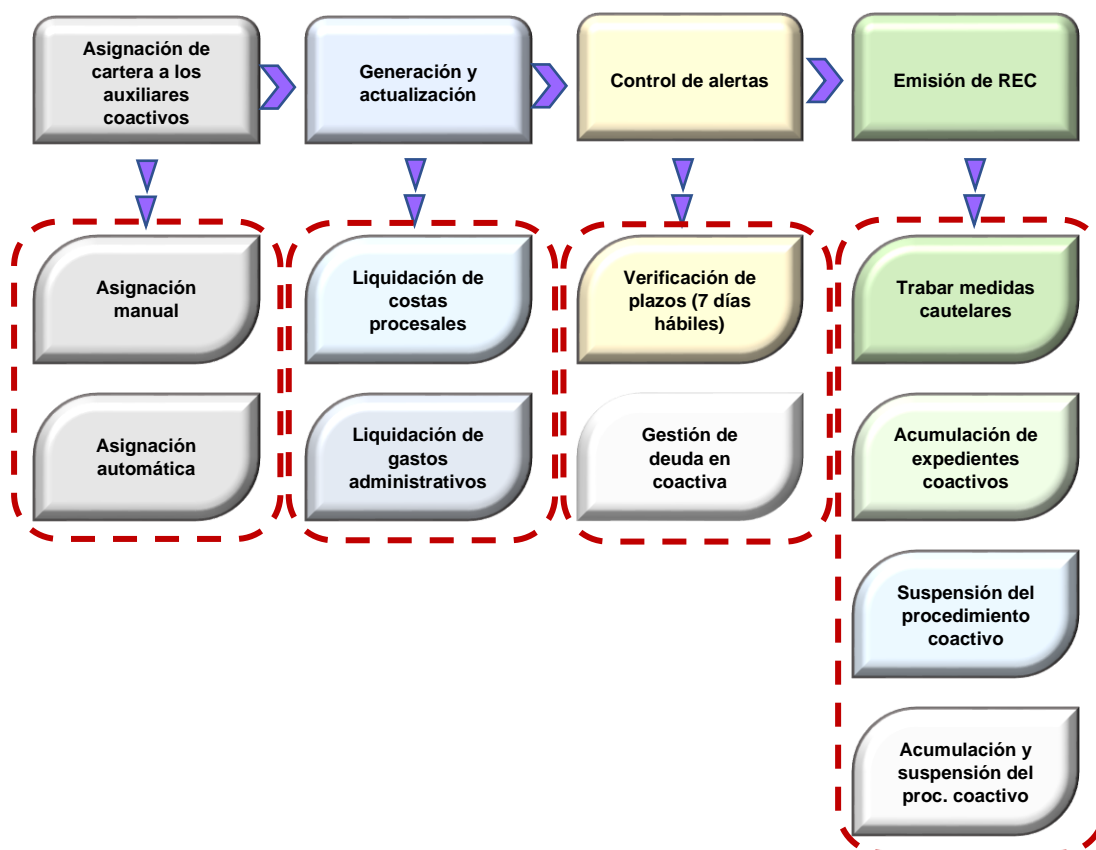 Asignación de
cartera a los
auxiliares
coactivos
Generación y
actualización
Control de alertas
Emisión de REC
Asignación
manual
Liquidación de
costas
procesales
Verificación de
plazos (7 días
hábiles)
Trabar medidas
cautelares
Asignación
automática
Liquidación de
gastos
administrativos
Gestión de
deuda en
coactiva
Acumulación de
expedientes
coactivos
Suspensión del
procedimiento
coactivo
Acumulación y
suspensión del
proc. coactivo